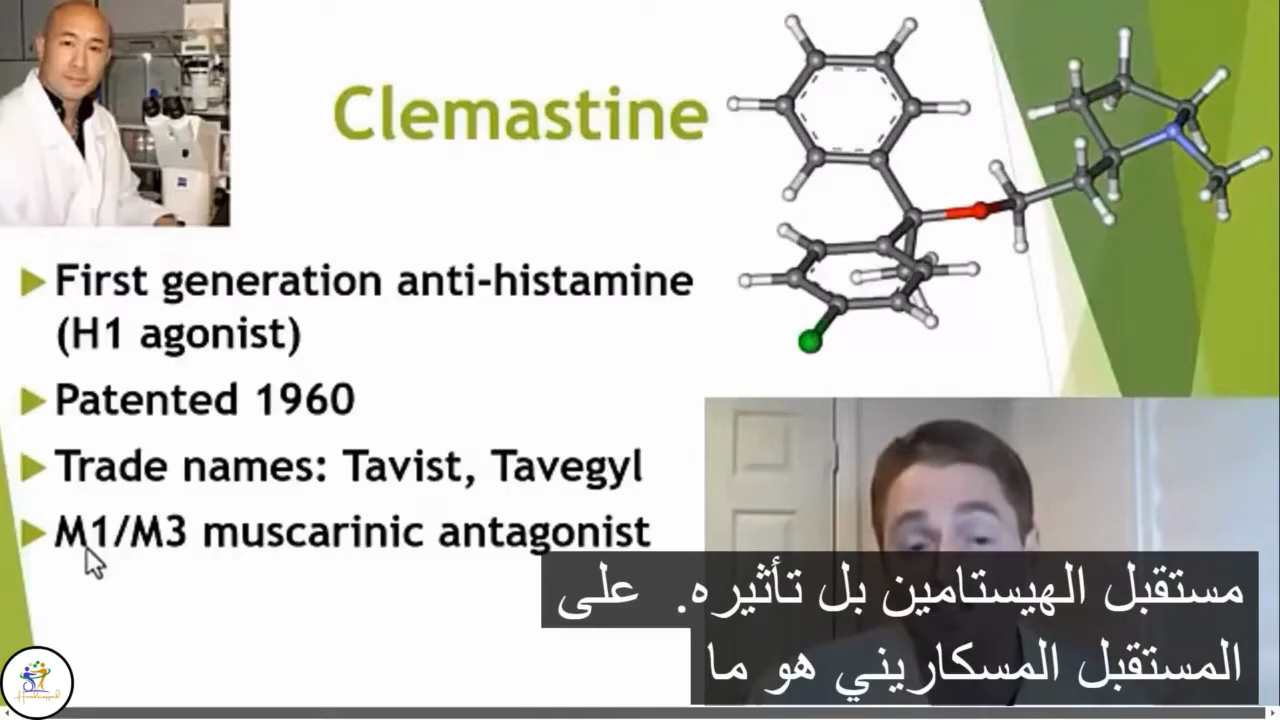 Clemastine
First generation anti-histamine
(H1 agonist)
Patented 1960
Trade names: Tavist, Tavegyl
M1/M3 muscarinic antagonist
مستقبل الهيستامين بل تأثيره. على
المستقبل المسكاريني هو ما